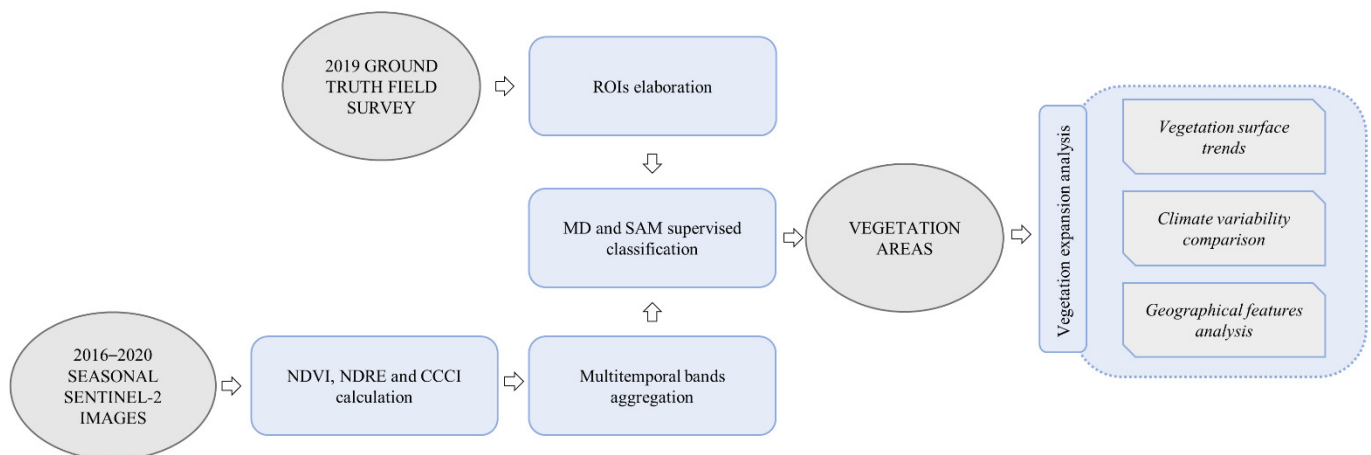 2019 GROUND
TRUTH FIELD
SURVEY
ROIs elaboration
MD and SAM supervised
classification
2016–2020
SEASONAL
SENTINEL-2
IMAGES
NDVI, NDRE and CCCI
calculation
Multitemporal bands
aggregation
VEGETATION
AREAS
Vegetation expansion analysis
Vegetation surface
trends
Climate variability
comparison
Geographical features
analysis